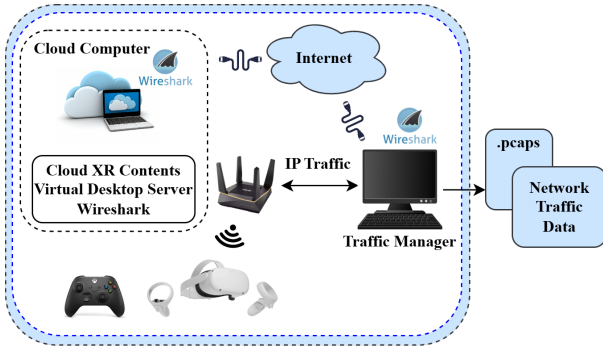 Cloud Computer
Wireshark
Internet
Wireshark
Cloud XR Contents
Virtual Desktop Server
Wireshark
IP Traffic
Traffic Manager
.pcaps
Network
Traffic
Data